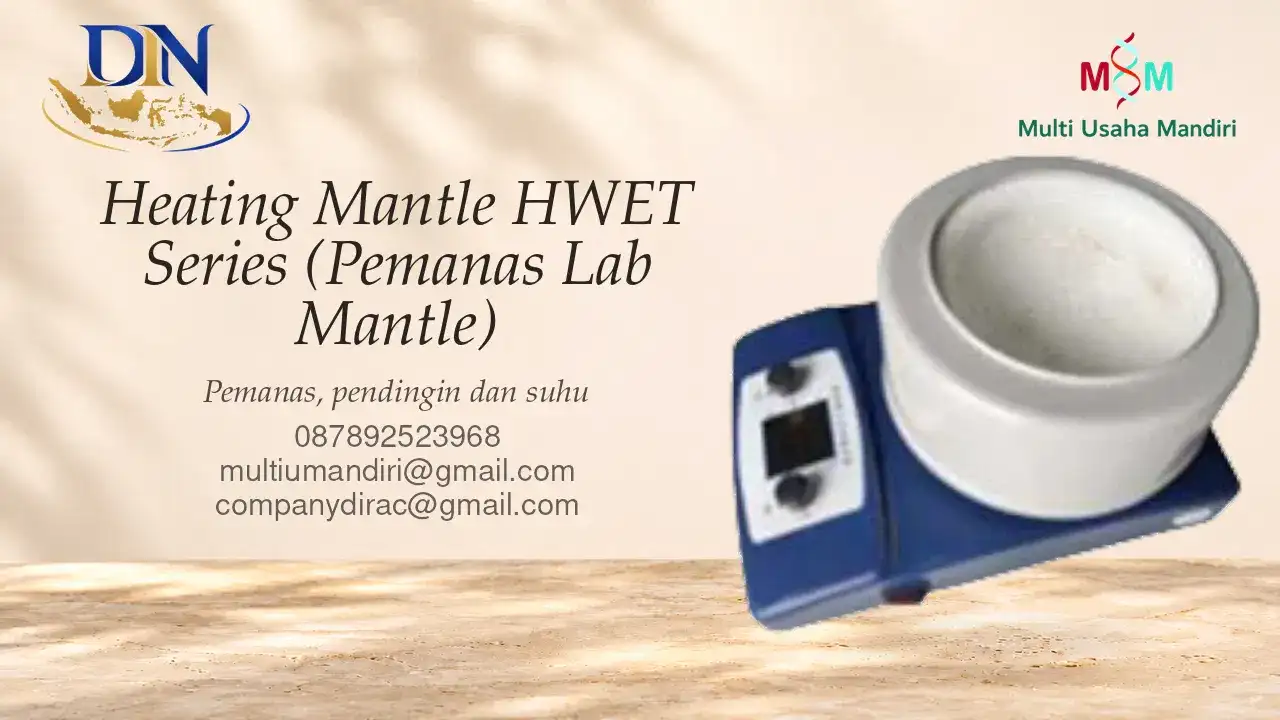 DIN
M M
Multi Usaha Mandiri
Heating Mantle HWET
Series (Pemanas Lab
Mantle)
Pemanas, pendingin dan suhu
087892523968
multiumandiri@gmail.com
companydirac@gmail.com